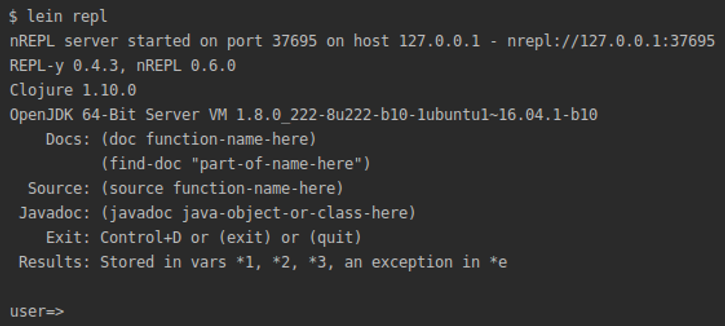 $ lein repl
nREPL server started on port 37695 on host 127.0.0.1 - nrepl://127.0.0.1:37695
REPL-y 0.4.3, nREPL 0.6.0
Clojure 1.10.0
OpenJDK 64-Bit Server VM 1.8.0_222-8u222-b10-1ubuntu1~16.04.1-b10
    Docs: (doc function-name-here)
          (find-doc "part-of-name-here")
  Source: (source function-name-here)
 Javadoc: (javadoc java-object-or-class-here)
    Exit: Control+D or (exit) or (quit)
 Results: Stored in vars *1, *2, *3, an exception in *e
user=>